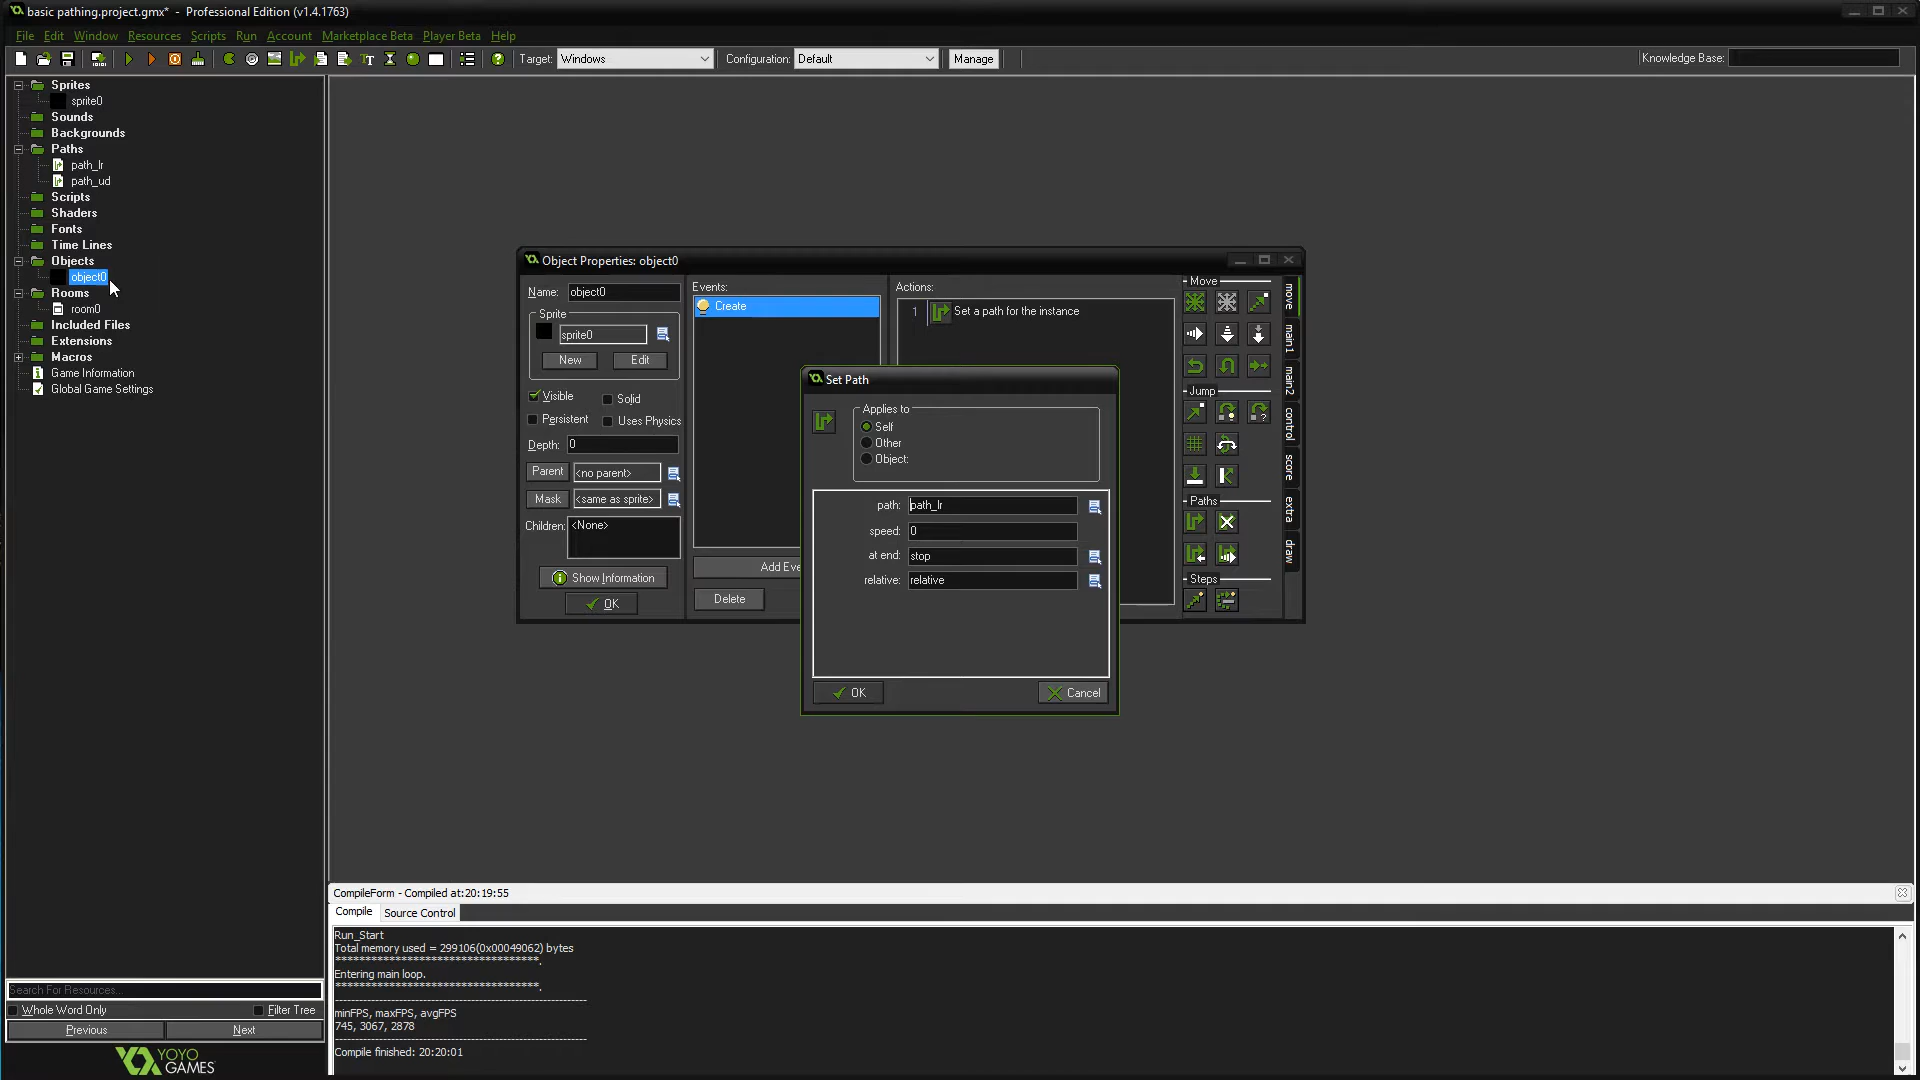 basic pathing.project.gmx* - Professional Edition (v1.4.1763)
File Edit Window Resources Scripts Run Account Marketplace Beta Player Beta Help
Target: Windows Configuration: Default Manage Knowledge Base:
Sprites
sprite0
Sounds
Backgrounds
Paths
path_lr
path_ud
Scripts
Shaders
Fonts
Time Lines
Objects
object0
Rooms
room0
Included Files
Extensions
Macros
Game Information
Global Game Settings
Search For Resources...
Whole Word Only Filter Tree
Previous Next
YOYO
GAMES
Object Properties: object0
Name: object0
Sprite
sprite0
New Edit
Visible Solid
Persistent Uses Physics
Depth: 0
Parent <no parent>
Mask <same as sprite>
Children: <None>
Show Information
OK
Events:
Create
Add Eve
Delete
Actions:
1 Set a path for the instance
Move
Jump
Paths
Steps
move
main1
main2
control
score
extra
draw
Set Path
Applies to
Self
Other
Object:
path: path_lr
speed: 0
at end: stop
relative: relative
OK Cancel
CompileForm - Compiled at:20:19:55
Compile Source Control
Run_Start
Total memory used = 299106(0x00049062) bytes
**********************************.
Entering main loop.
**********************************.
------------------------------------------------------------
minFPS, maxFPS, avgFPS
745, 3067, 2878
------------------------------------------------------------
Compile finished: 20:20:01